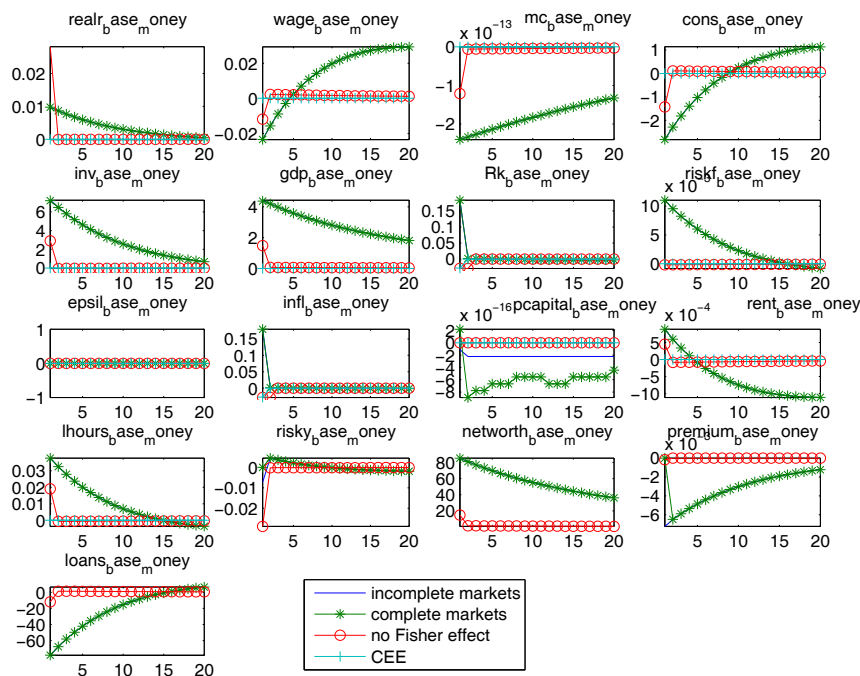 realr_base_money
0.02
0.01
0
5 10 15 20
wage_base_money
0.02
0
−0.02
5 10 15 20
x 10^−13
mc_base_money
0
−1
−2
5 10 15 20
cons_base_money
1
0
−1
−2
5 10 15 20
inv_base_money
6
4
2
0
5 10 15 20
gdp_base_money
4
2
0
5 10 15 20
Rk_base_money
0.15
0.1
0.05
0
5 10 15 20
riskf_base_money
10
5
0
5 10 15 20
epsil_base_money
1
0
−1
5 10 15 20
infl_base_money
0.15
0.1
0.05
0
5 10 15 20
x 10^−16
pcapital_base_money
2
0
−2
−4
−6
−8
5 10 15 20
x 10^−4
rent_base_money
5
0
−5
−10
5 10 15 20
lhours_base_money
0.03
0.02
0.01
0
5 10 15 20
risky_base_money
0
−0.01
−0.02
5 10 15 20
networth_base_money
80
60
40
20
5 10 15 20
premium_base_money
0
−2
−4
−6
5 10 15 20
loans_base_money
0
−20
−40
−60
5 10 15 20
incomplete markets
complete markets
no Fisher effect
CEE